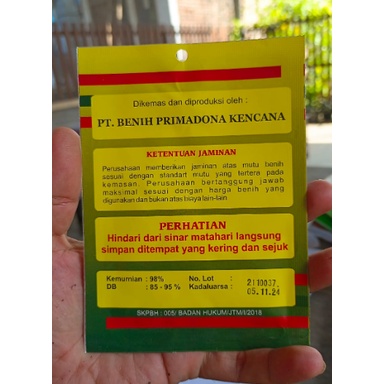 Dikemas dan diproduksi oleh :
PT. BENIH PRIMADONA KENCANA
KETENTUAN JAMINAN
Perusahaan memberikan jaminan atas mutu benih
sesuai dengan standart mutu yang tertera pada
kemasan. Perusahaan bertanggung jawab
maksimal sesuai dengan harga benih yang
digunakan dan bukan atas biaya lain-lain.
PERHATIAN
Hindari dari sinar matahari langsung
simpan ditempat yang kering dan sejuk
Kemurnian : 98% No. Lot : 2110037
DB : 85 - 95 % Kadaluarsa : 05.11.24
SKPBH : 005/ BADAN HUKUM/JTM/I/2018